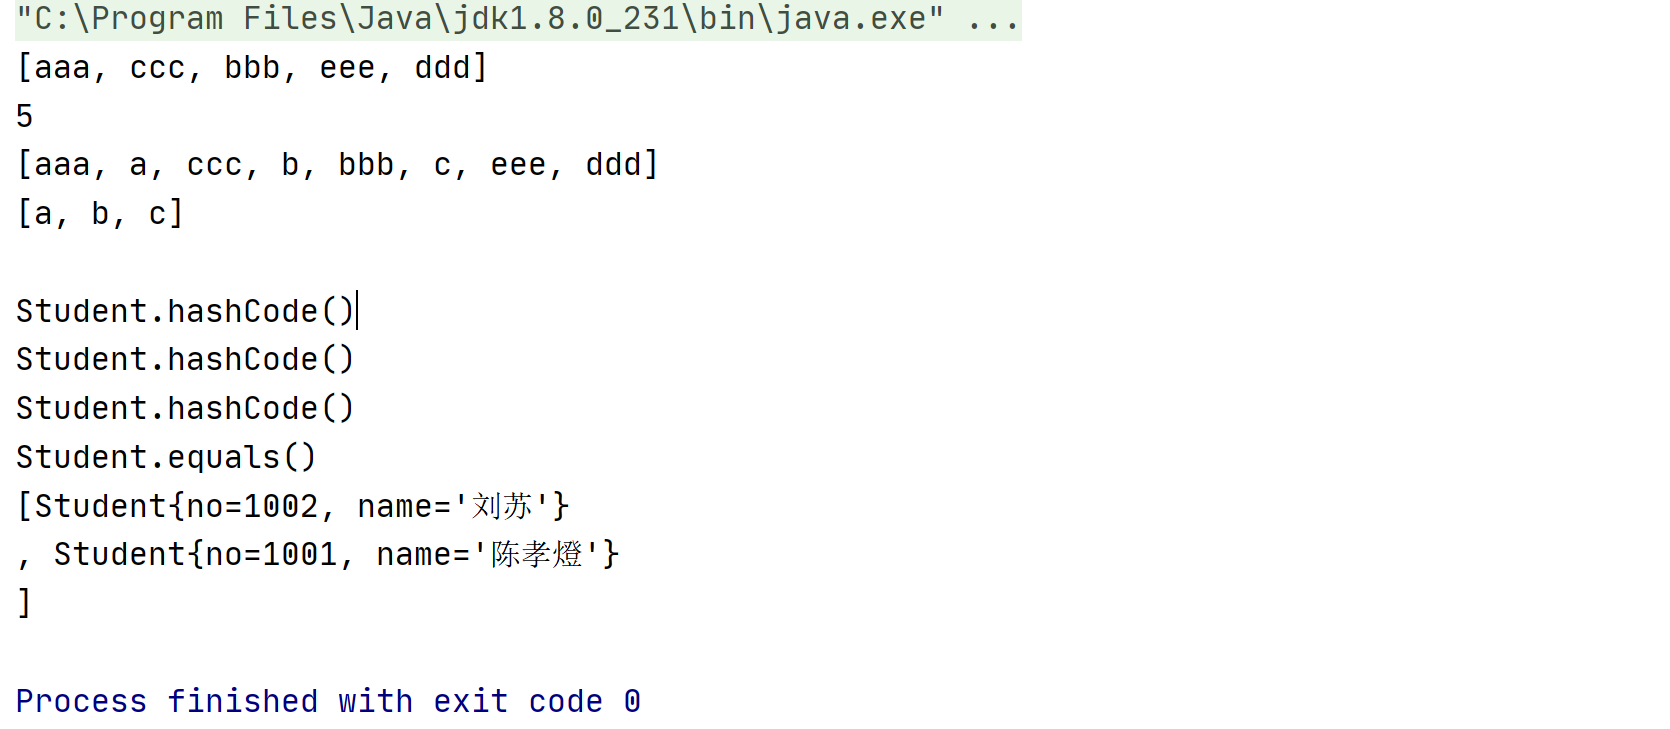 "C:\Program Files\Java\jdk1.8.0_231\bin\java.exe" ...
[aaa, ccc, bbb, eee, ddd]
5
[aaa, a, ccc, b, bbb, c, eee, ddd]
[a, b, c]
Student.hashCode()
Student.hashCode()
Student.hashCode()
Student.equals()
[Student{no=1002, name='刘苏'}
, Student{no=1001, name='陈孝燈'}
]
Process finished with exit code 0